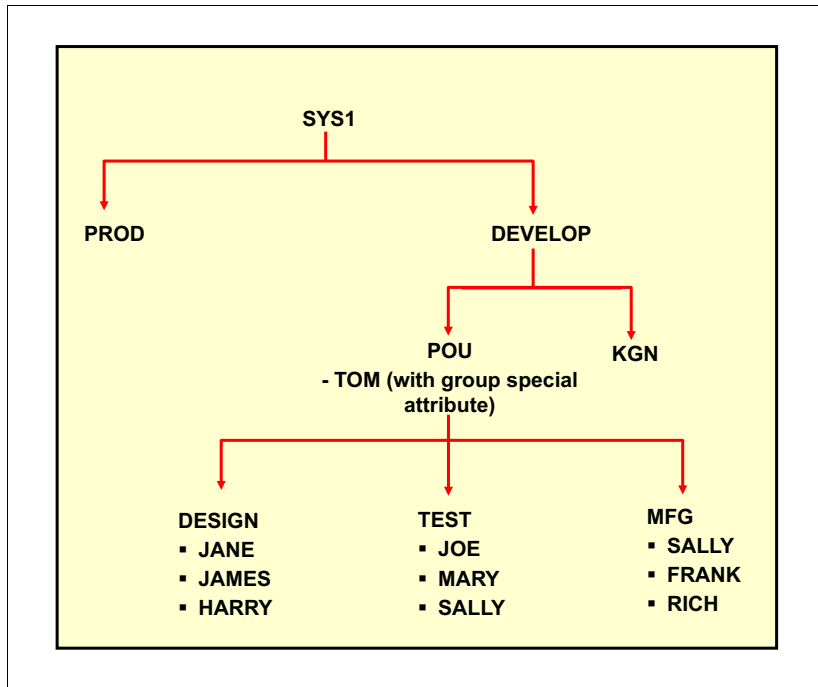 SYS1
PROD
DEVELOP
POU
- TOM (with group special
attribute)
KGN
DESIGN
▪ JANE
▪ JAMES
▪ HARRY
TEST
▪ JOE
▪ MARY
▪ SALLY
MFG
▪ SALLY
▪ FRANK
▪ RICH